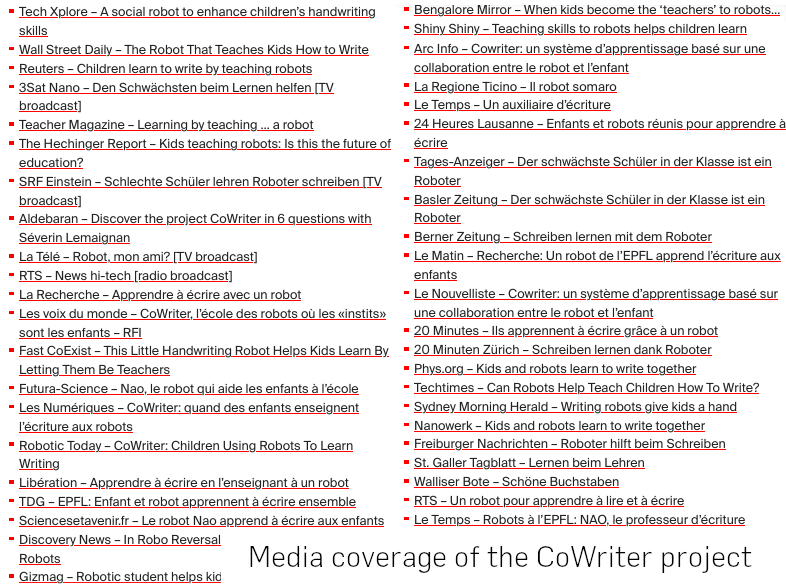 Tech Xplore – A social robot to enhance children's handwriting
skills
Wall Street Daily – The Robot That Teaches Kids How to Write
Reuters – Children learn to write by teaching robots
3Sat Nano – Den Schwächsten beim Lernen helfen [TV
broadcast]
Teacher Magazine – Learning by teaching ... a robot
The Hechinger Report – Kids teaching robots: Is this the future of
education?
SRF Einstein – Schlechte Schüler lehren Roboter schreiben [TV
broadcast]
Aldebaran – Discover the project CoWriter in 6 questions with
Séverin Lemaignan
La Télé – Robot, mon ami? [TV broadcast]
RTS – News hi-tech [radio broadcast]
La Recherche – Apprendre à écrire avec un robot
Les voix du monde – CoWriter, l'école des robots où les «instits»
sont les enfants – RFI
Fast CoExist – This Little Handwriting Robot Helps Kids Learn By
Letting Them Be Teachers
Futura-Science – Nao, le robot qui aide les enfants à l'école
Les Numériques – CoWriter: quand des enfants enseignent
l'écriture aux robots
Robotic Today – CoWriter: Children Using Robots To Learn
Writing
Libération – Apprendre à écrire en l'enseignant à un robot
TDG – EPFL: Enfant et robot apprennent à écrire ensemble
Sciencesetavenir.fr – Le robot Nao apprend à écrire aux enfants
Discovery News – In Robo Reversal
Robots
Gizmag – Robotic student helps kid
Bengalore Mirror – When kids become the 'teachers' to robots...
Shiny Shiny – Teaching skills to robots helps children learn
Arc Info – Cowriter: un système d'apprentissage basé sur une
collaboration entre le robot et l'enfant
La Regione Ticino – Il robot somaro
Le Temps – Un auxiliaire d'écriture
24 Heures Lausanne – Enfants et robots réunis pour apprendre à
écrire
Tages-Anzeiger – Der schwächste Schüler in der Klasse ist ein
Roboter
Basler Zeitung – Der schwächste Schüler in der Klasse ist ein
Roboter
Berner Zeitung – Schreiben lernen mit dem Roboter
Le Matin – Recherche: Un robot de l'EPFL apprend l'écriture aux
enfants
Le Nouvelliste – Cowriter: un système d'apprentissage basé sur
une collaboration entre le robot et l'enfant
20 Minutes – Ils apprennent à écrire grâce à un robot
20 Minuten Zürich – Schreiben lernen dank Roboter
Phys.org – Kids and robots learn to write together
Techtimes – Can Robots Help Teach Children How To Write?
Sydney Morning Herald – Writing robots give kids a hand
Nanowerk – Kids and robots learn to write together
Freiburger Nachrichten – Roboter hilft beim Schreiben
St. Galler Tagblatt – Lernen beim Lehren
Walliser Bote – Schöne Buchstaben
RTS – Un robot pour apprendre à lire et à écrire
Le Temps – Robots à l'EPFL: NAO, le professeur d'écriture
Media coverage of the CoWriter project